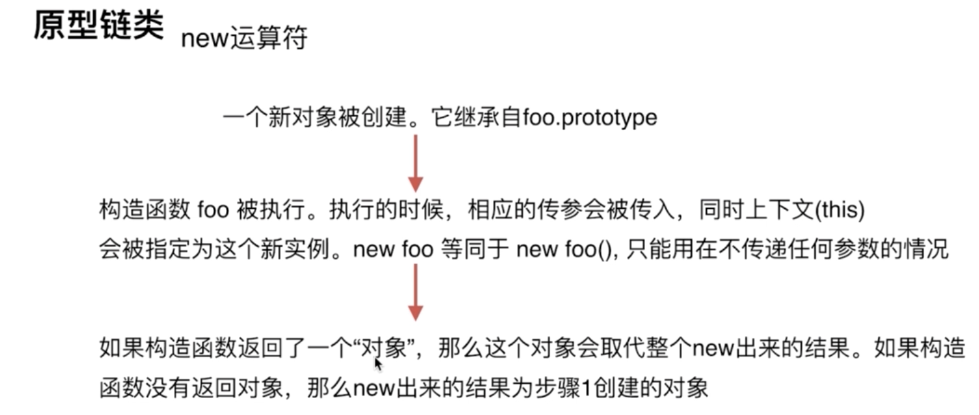 原型链类 new运算符
一个新对象被创建。它继承自foo.prototype
构造函数 foo 被执行。执行的时候，相应的传参会被传入，同时上下文(this)
会被指定为这个新实例。new foo 等同于 new foo(), 只能用在不传递任何参数的情况
如果构造函数返回了一个“对象”，那么这个对象会取代整个new出来的结果。如果构造
函数没有返回对象，那么new出来的结果为步骤1创建的对象